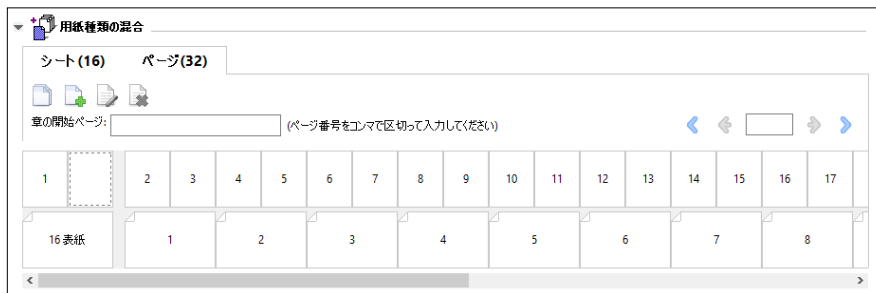 用紙種類の混合
シート(16) ページ(32)
章の開始ページ: (ページ番号をコンマで区切って入力してください)
1 2 3 4 5 6 7 8 9 10 11 12 13 14 15 16 17
16 表紙 1 2 3 4 5 6 7 8